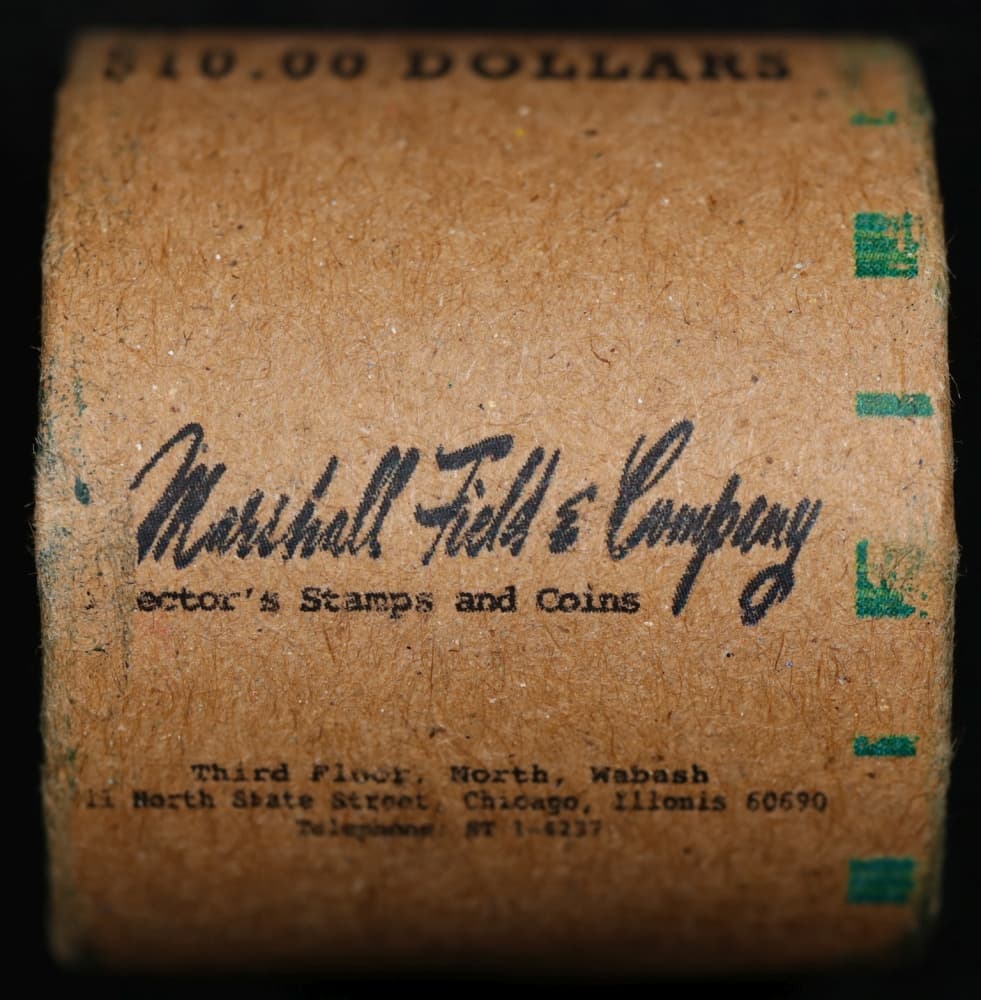 $10.00 DOLLARS
Marshall Field & Company
ector's Stamps and Coins
Third Floor, North, Wabash
11 North State Street, Chicago, Illonis 60690
Telephone: ST 1-4237